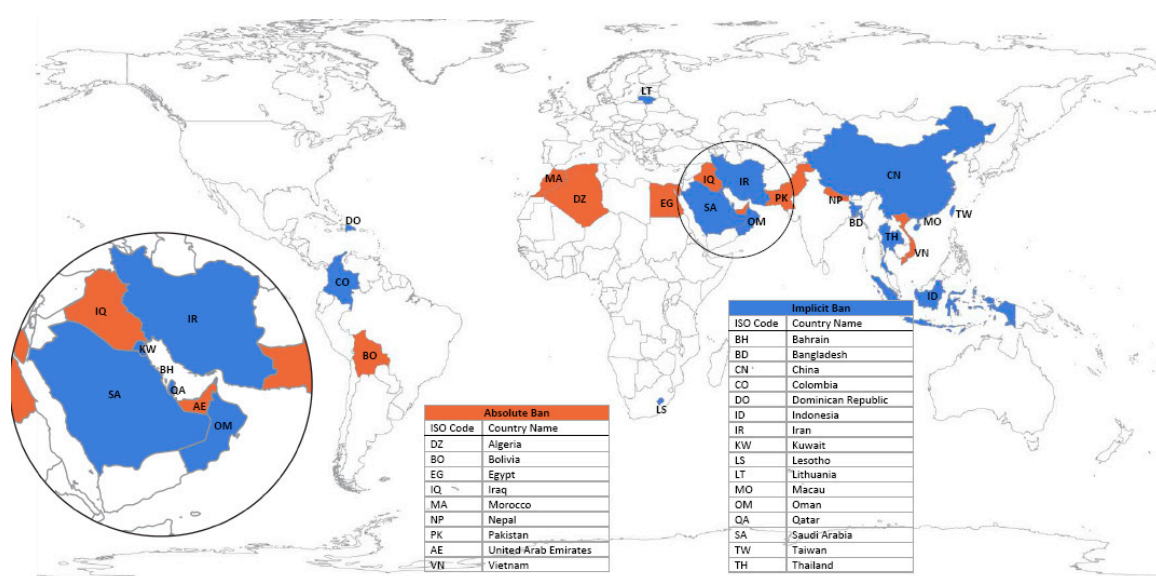 LT
MA
DZ
EG
IQ
IR
SA
OM
PK
CN
NP
BD
MO
TW
TH
VN
ID
DO
CO
BO
LS
IQ
IR
KW
BH
QA
SA
AE
OM
Absolute Ban
ISO Code Country Name
DZ Algeria
BO Bolivia
EG Egypt
IQ Iraq
MA Morocco
NP Nepal
PK Pakistan
AE United Arab Emirates
VN Vietnam
Implicit Ban
ISO Code Country Name
BH Bahrain
BD Bangladesh
CN China
CO Colombia
DO Dominican Republic
ID Indonesia
IR Iran
KW Kuwait
LS Lesotho
LT Lithuania
MO Macau
OM Oman
QA Qatar
SA Saudi Arabia
TW Taiwan
TH Thailand